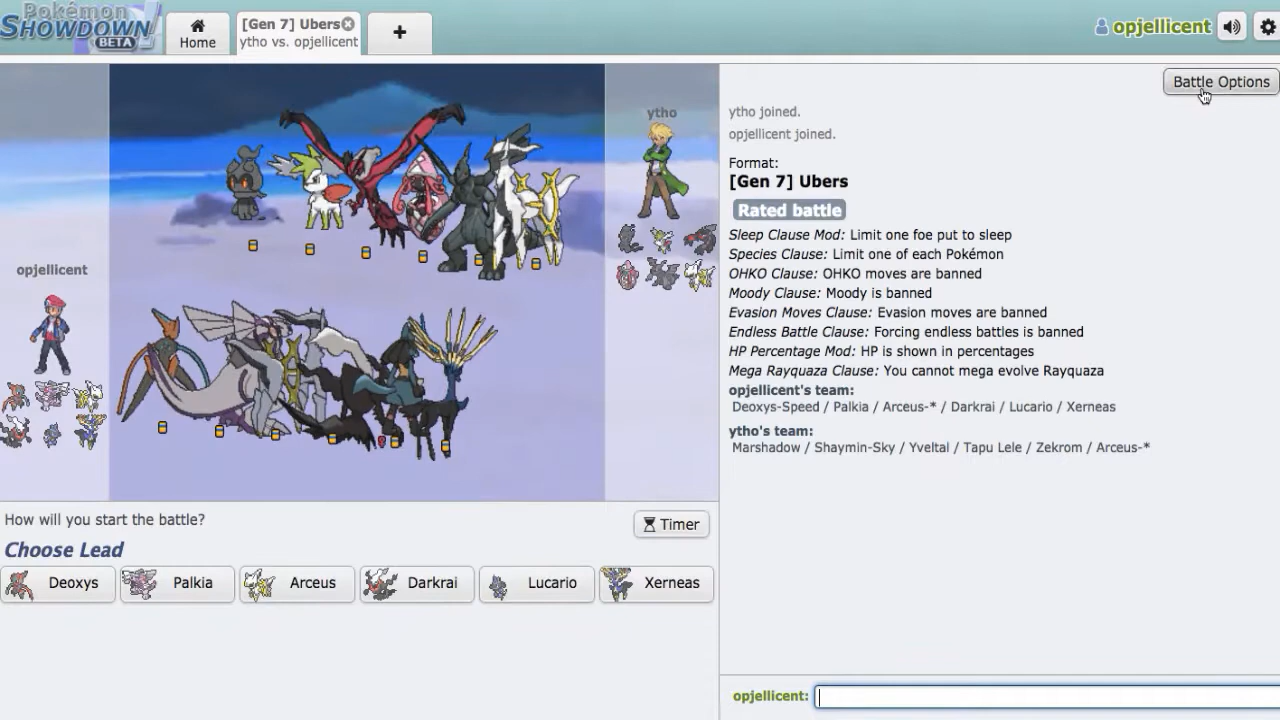 Pokémon
SHOWDOWN!
BETA
Home
[Gen 7] Ubers
ytho vs. opjellicent
+
opjellicent
Battle Options
ytho
opjellicent
ytho joined.
opjellicent joined.
Format:
[Gen 7] Ubers
Rated battle
Sleep Clause Mod: Limit one foe put to sleep
Species Clause: Limit one of each Pokémon
OHKO Clause: OHKO moves are banned
Moody Clause: Moody is banned
Evasion Moves Clause: Evasion moves are banned
Endless Battle Clause: Forcing endless battles is banned
HP Percentage Mod: HP is shown in percentages
Mega Rayquaza Clause: You cannot mega evolve Rayquaza
opjellicent's team:
Deoxys-Speed / Palkia / Arceus-* / Darkrai / Lucario / Xerneas
ytho's team:
Marshadow / Shaymin-Sky / Yveltal / Tapu Lele / Zekrom / Arceus-*
How will you start the battle?
Timer
Choose Lead
Deoxys
Palkia
Arceus
Darkrai
Lucario
Xerneas
opjellicent: